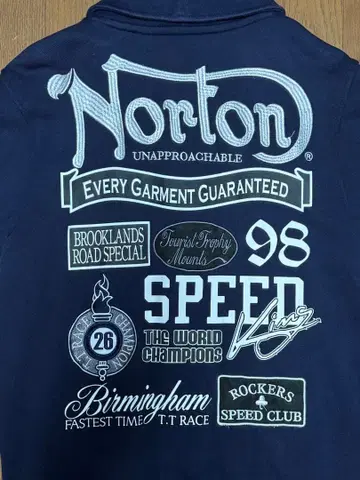 Norton
®
UNAPPROACHABLE
EVERY GARMENT GUARANTEED
BROOKLANDS
ROAD SPECIAL
Tourist Trophy
Mounts
98
SPEED
King
T.T. RACE CHAMPION
26
THE WORLD
CHAMPIONS
Birmingham
FASTEST TIME T.T RACE
ROCKERS
SPEED CLUB